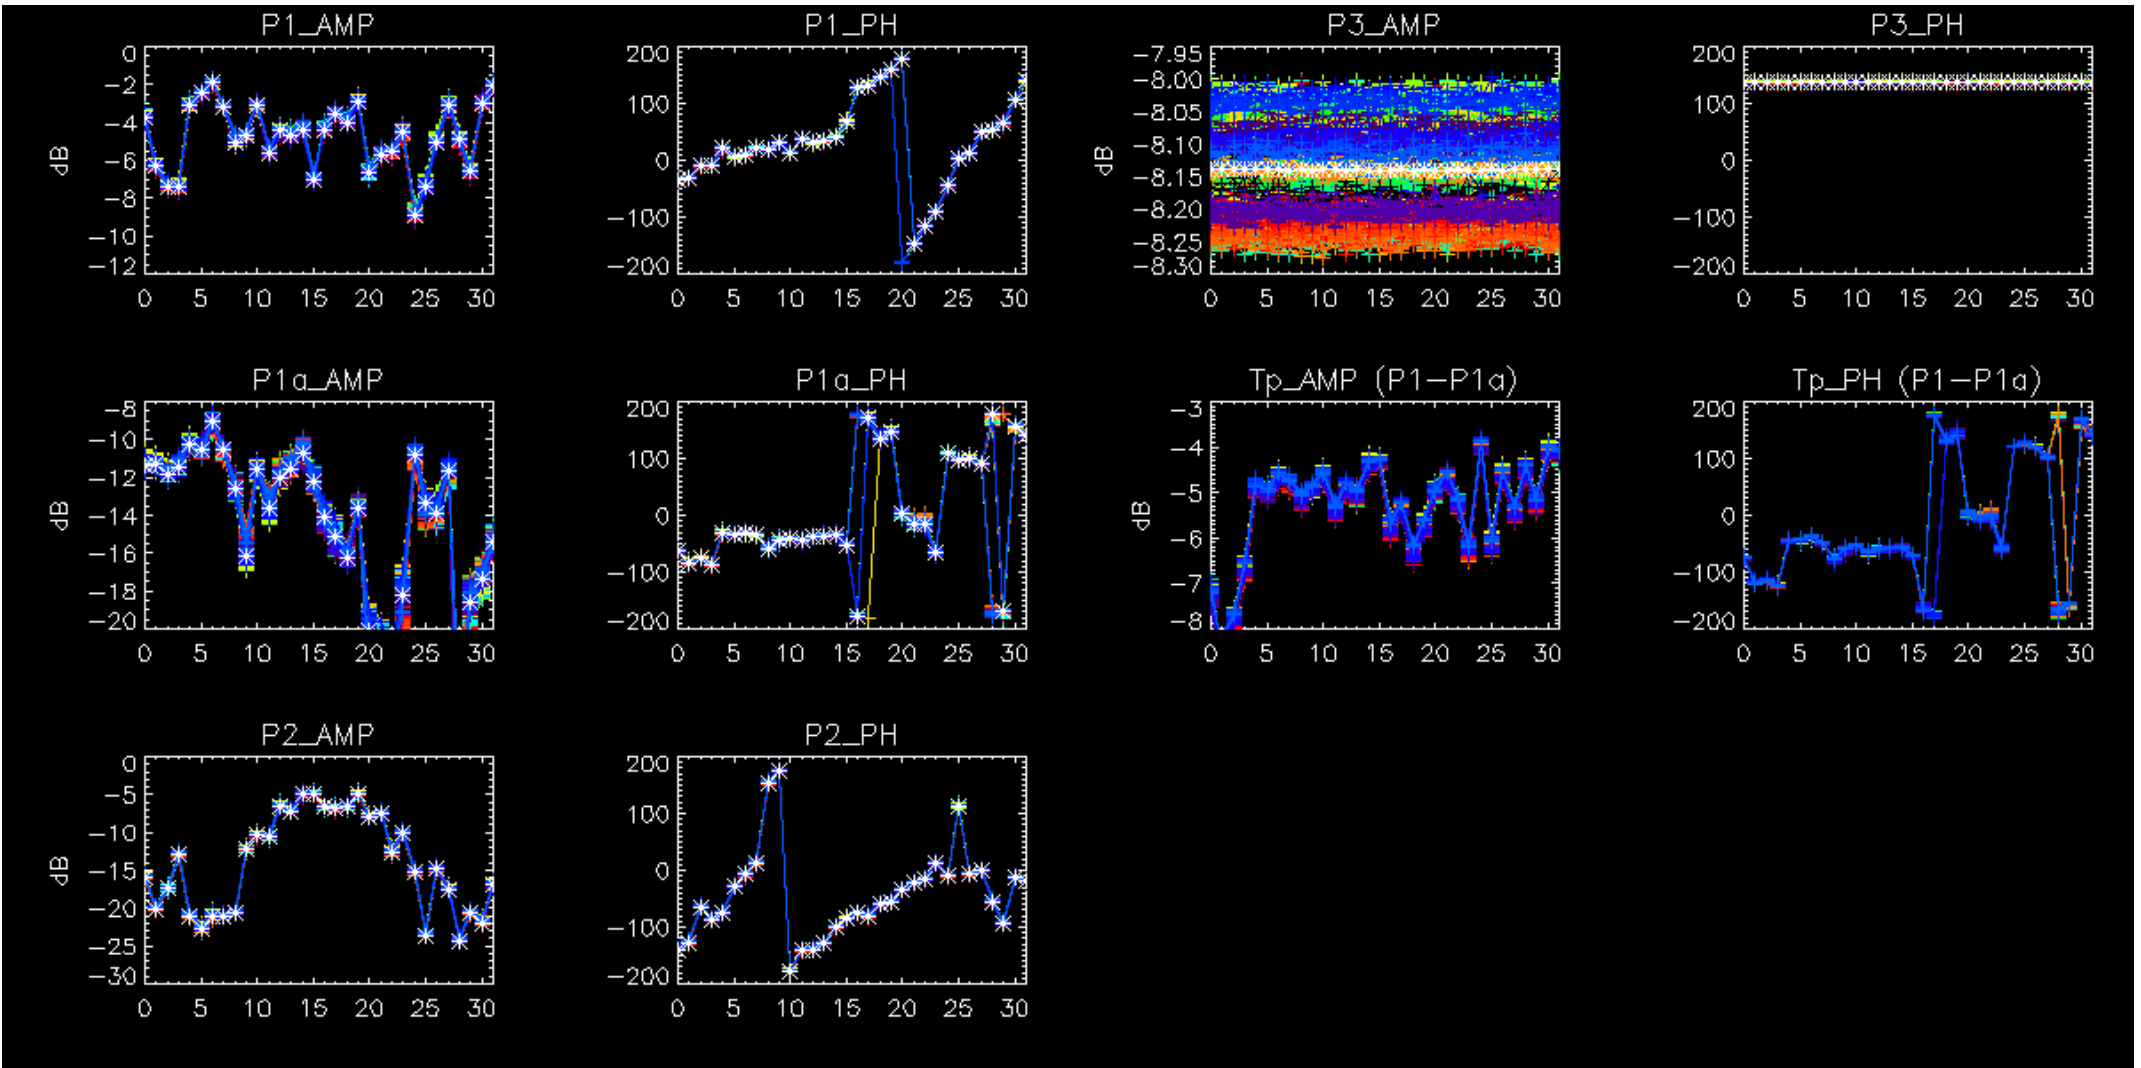 P1_AMP
P1_PH
P3_AMP
P3_PH
0
-2
-4
-6
-8
-10
-12
dB
0 5 10 15 20 25 30
200
100
0
-100
-200
0 5 10 15 20 25 30
-7.95
-8.00
-8.05
-8.10
-8.15
-8.20
-8.25
-8.30
dB
0 5 10 15 20 25 30
200
100
0
-100
-200
0 5 10 15 20 25 30
P1a_AMP
P1a_PH
Tp_AMP (P1-P1a)
Tp_PH (P1-P1a)
-8
-10
-12
-14
-16
-18
-20
dB
0 5 10 15 20 25 30
200
100
0
-100
-200
0 5 10 15 20 25 30
-3
-4
-5
-6
-7
-8
dB
0 5 10 15 20 25 30
200
100
0
-100
-200
0 5 10 15 20 25 30
P2_AMP
P2_PH
0
-5
-10
-15
-20
-25
-30
dB
0 5 10 15 20 25 30
200
100
0
-100
-200
0 5 10 15 20 25 30